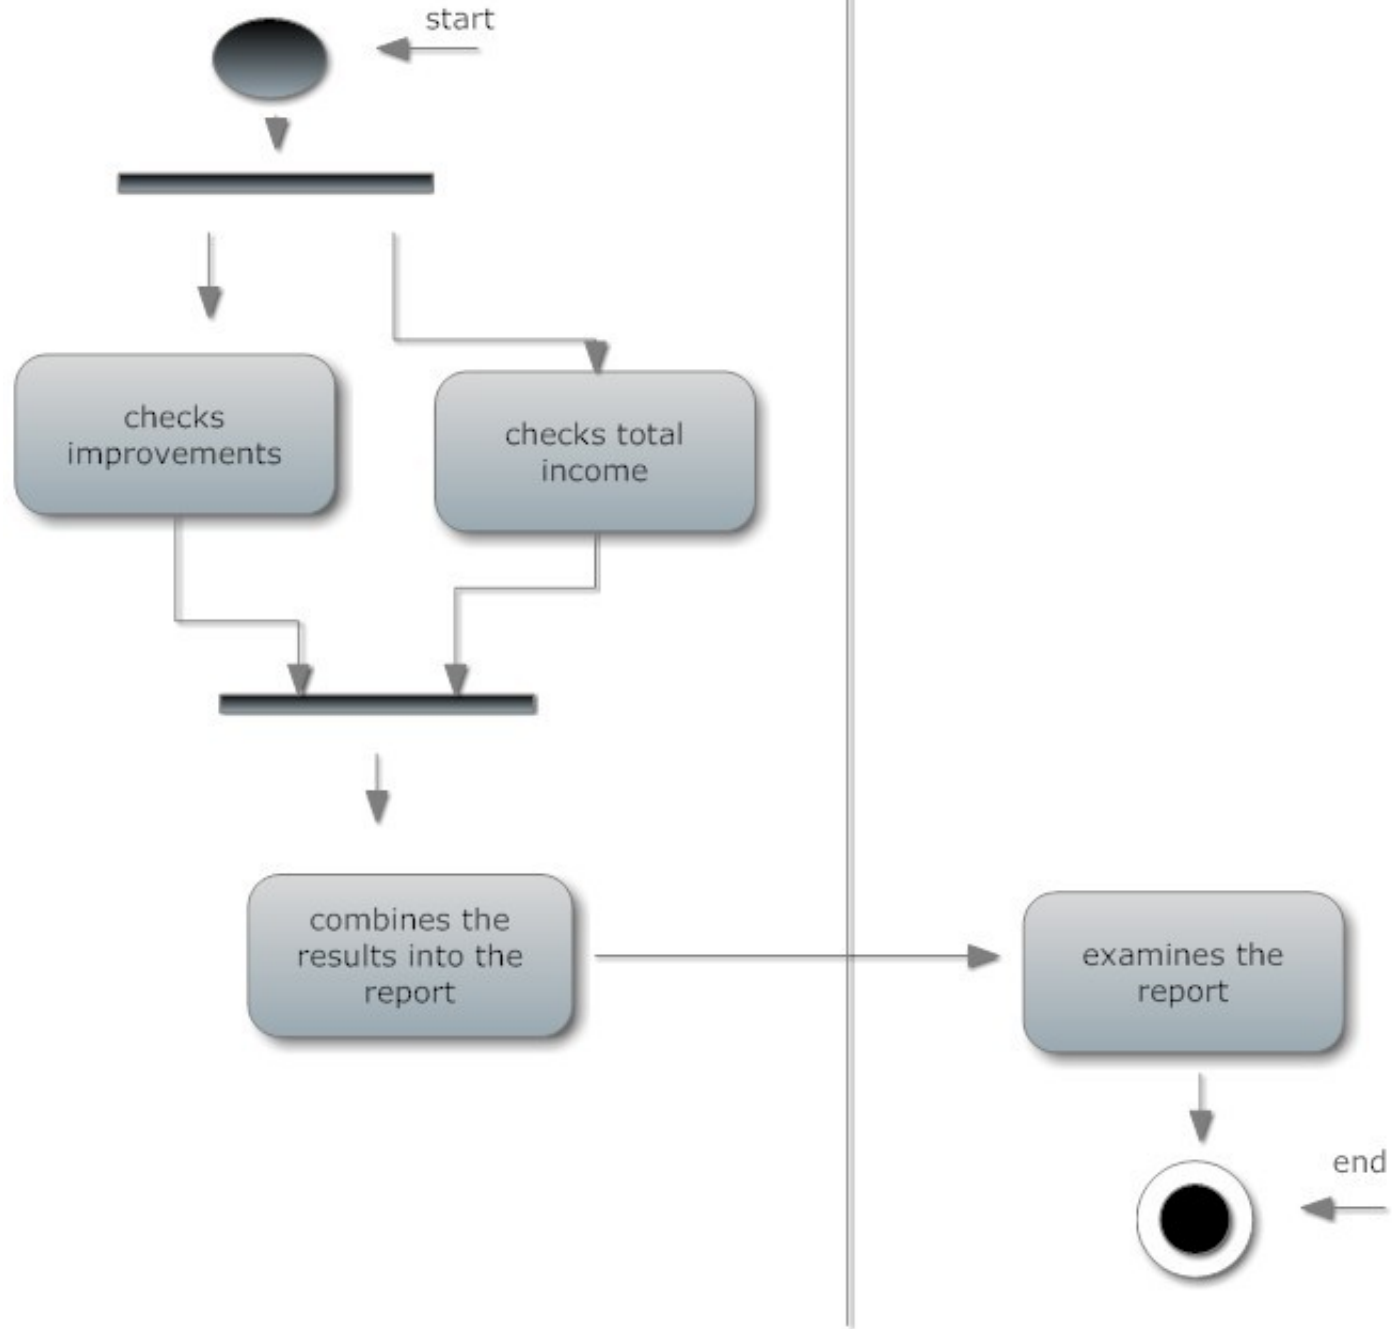 start
checks
improvements
checks total
income
combines the
results into the
report
examines the
report
end